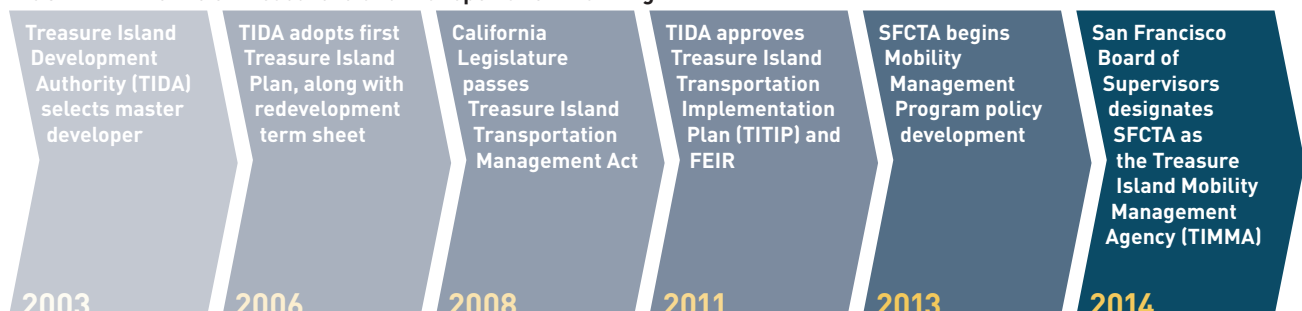 Treasure Island
Development
Authority (TIDA)
selects master
developer
2003
TIDA adopts first
Treasure Island
Plan, along with
redevelopment
term sheet
2006
California
Legislature
passes
Treasure Island
Transportation
Management Act
2008
TIDA approves
Treasure Island
Transportation
Implementation
Plan (TITIP) and
FEIR
2011
SFCTA begins
Mobility
Management
Program policy
development
2013
San Francisco
Board of
Supervisors
designates
SFCTA as
the Treasure
Island Mobility
Management
Agency (TIMMA)
2014